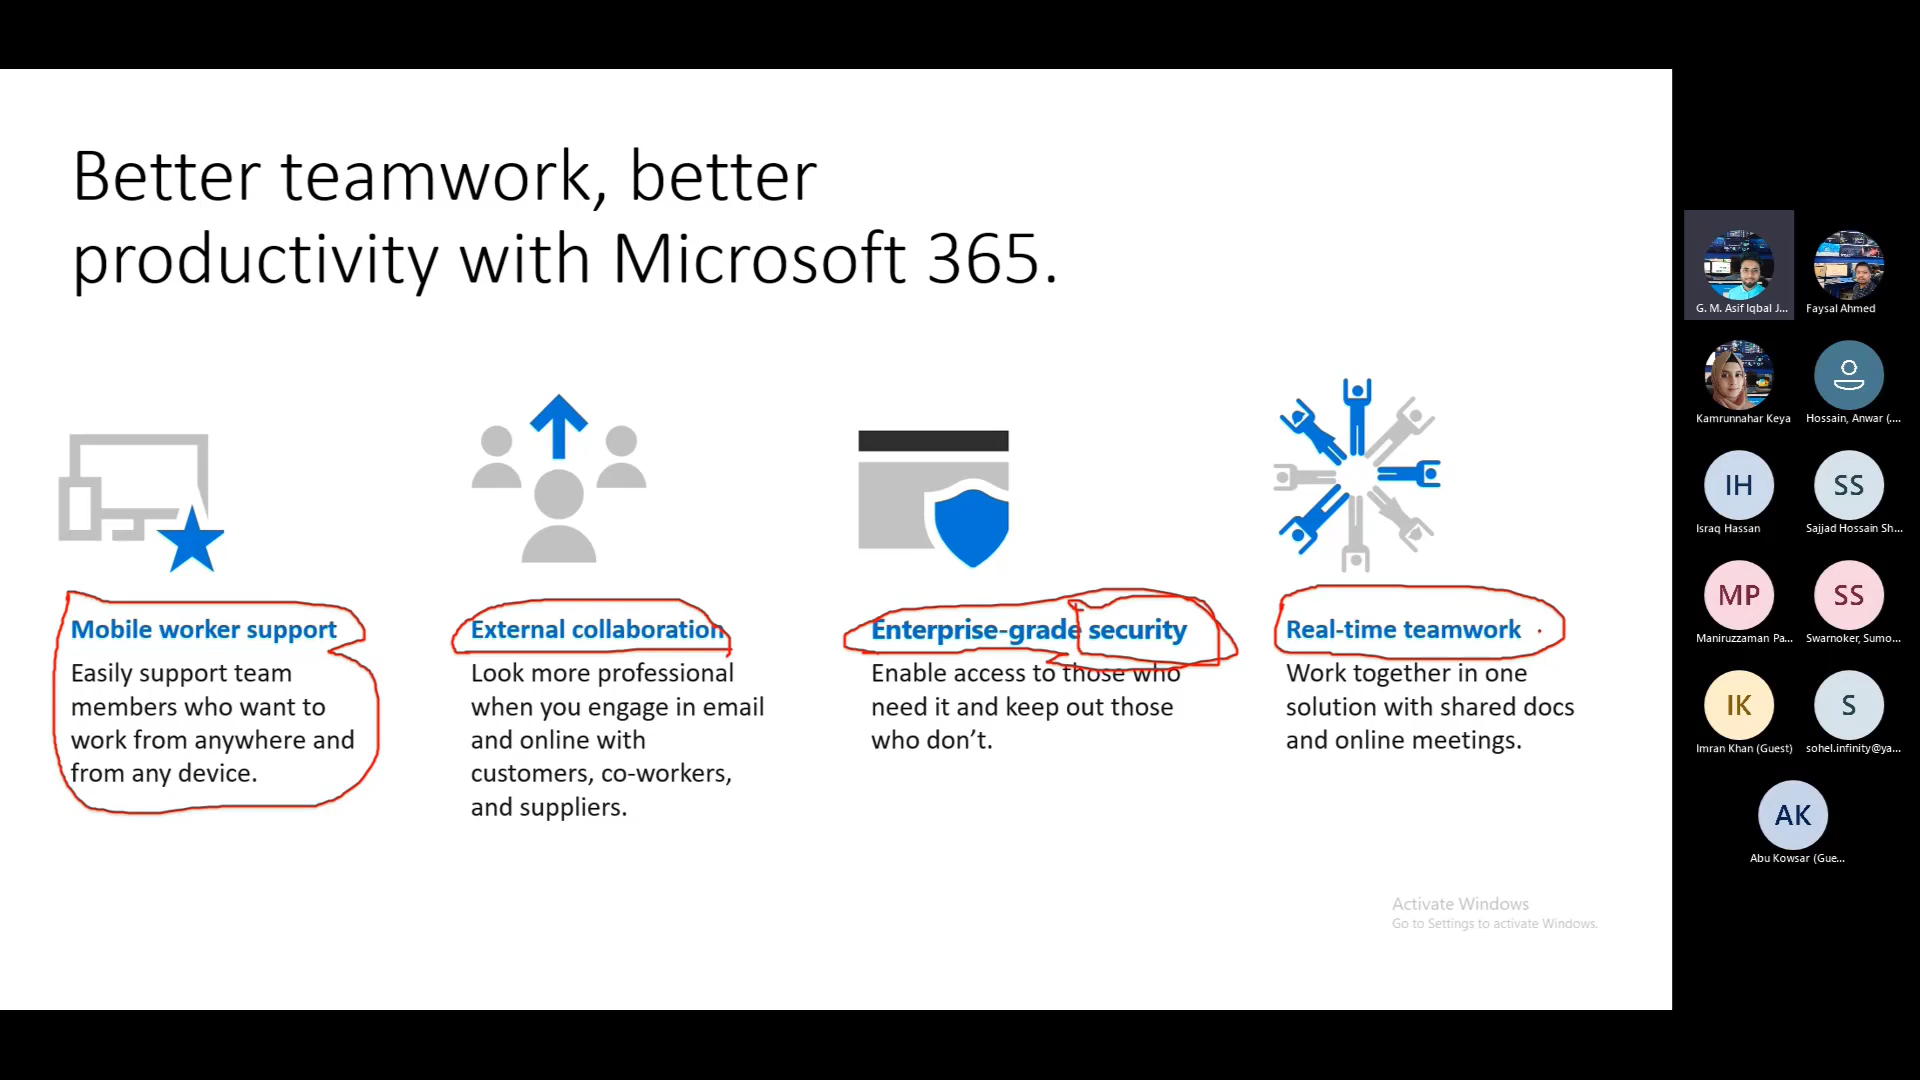 Better teamwork, better
productivity with Microsoft 365.
Mobile worker support
Easily support team
members who want to
work from anywhere and
from any device.
External collaboration
Look more professional
when you engage in email
and online with
customers, co-workers,
and suppliers.
Enterprise-grade security
Enable access to those who
need it and keep out those
who don't.
Real-time teamwork
Work together in one
solution with shared docs
and online meetings.
Activate Windows
Go to Settings to activate Windows.
G. M. Asif Iqbal J...
Faysal Ahmed
Kamrunnahar Keya
Hossain, Anwar (....
IH
Israq Hassan
SS
Sajjad Hossain Sh...
MP
Maniruzzaman Pa...
SS
Swarnoker, Sumo...
IK
Imran Khan (Guest)
S
sohel.infinity@ya...
AK
Abu Kowsar (Gue...